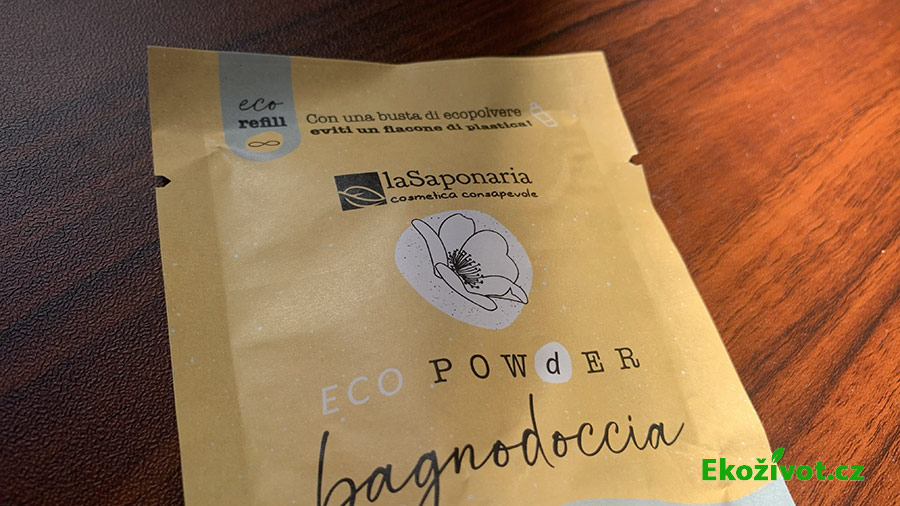 eco
refill
Con una busta di ecopolvere
eviti un flacone di plastica!
laSaponaria
cosmetica consapevole
ECO POWdER
bagnodoccia
Ekoživot.cz